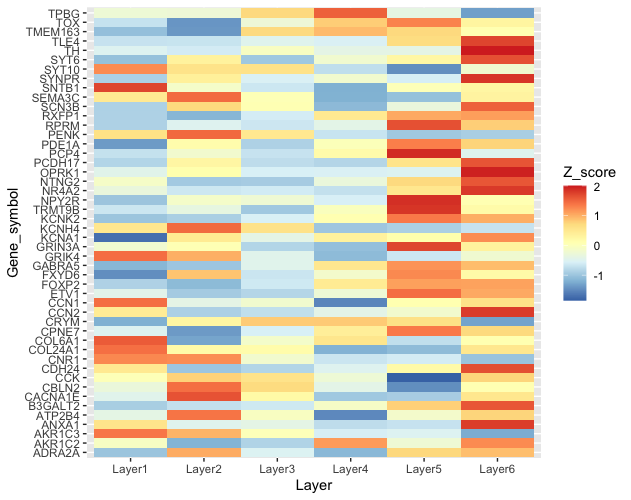 TPBG
TOX
TMEM163
TLE4
TH
SYT6
SYT10
SYNPR
SNTB1
SEMA3C
SCN3B
RXFP1
RPRM
PENK
PDE1A
PCP4
PCDH17
OPRK1
NTNG2
NR4A2
NPY2R
TRMT9B
KCNK2
KCNH4
KCNA1
GRIN3A
GRIK4
GABRA5
FXYD6
FOXP2
ETV1
CCN1
CCN2
CRYM
CPNE7
COL6A1
COL24A1
CNR1
CDH24
CCK
CBLN2
CACNA1E
B3GALT2
ATP2B4
ANXA1
AKR1C3
AKR1C2
ADRA2A
Gene_symbol
Layer1 Layer2 Layer3 Layer4 Layer5 Layer6
Layer
Z_score
2
1
0
-1